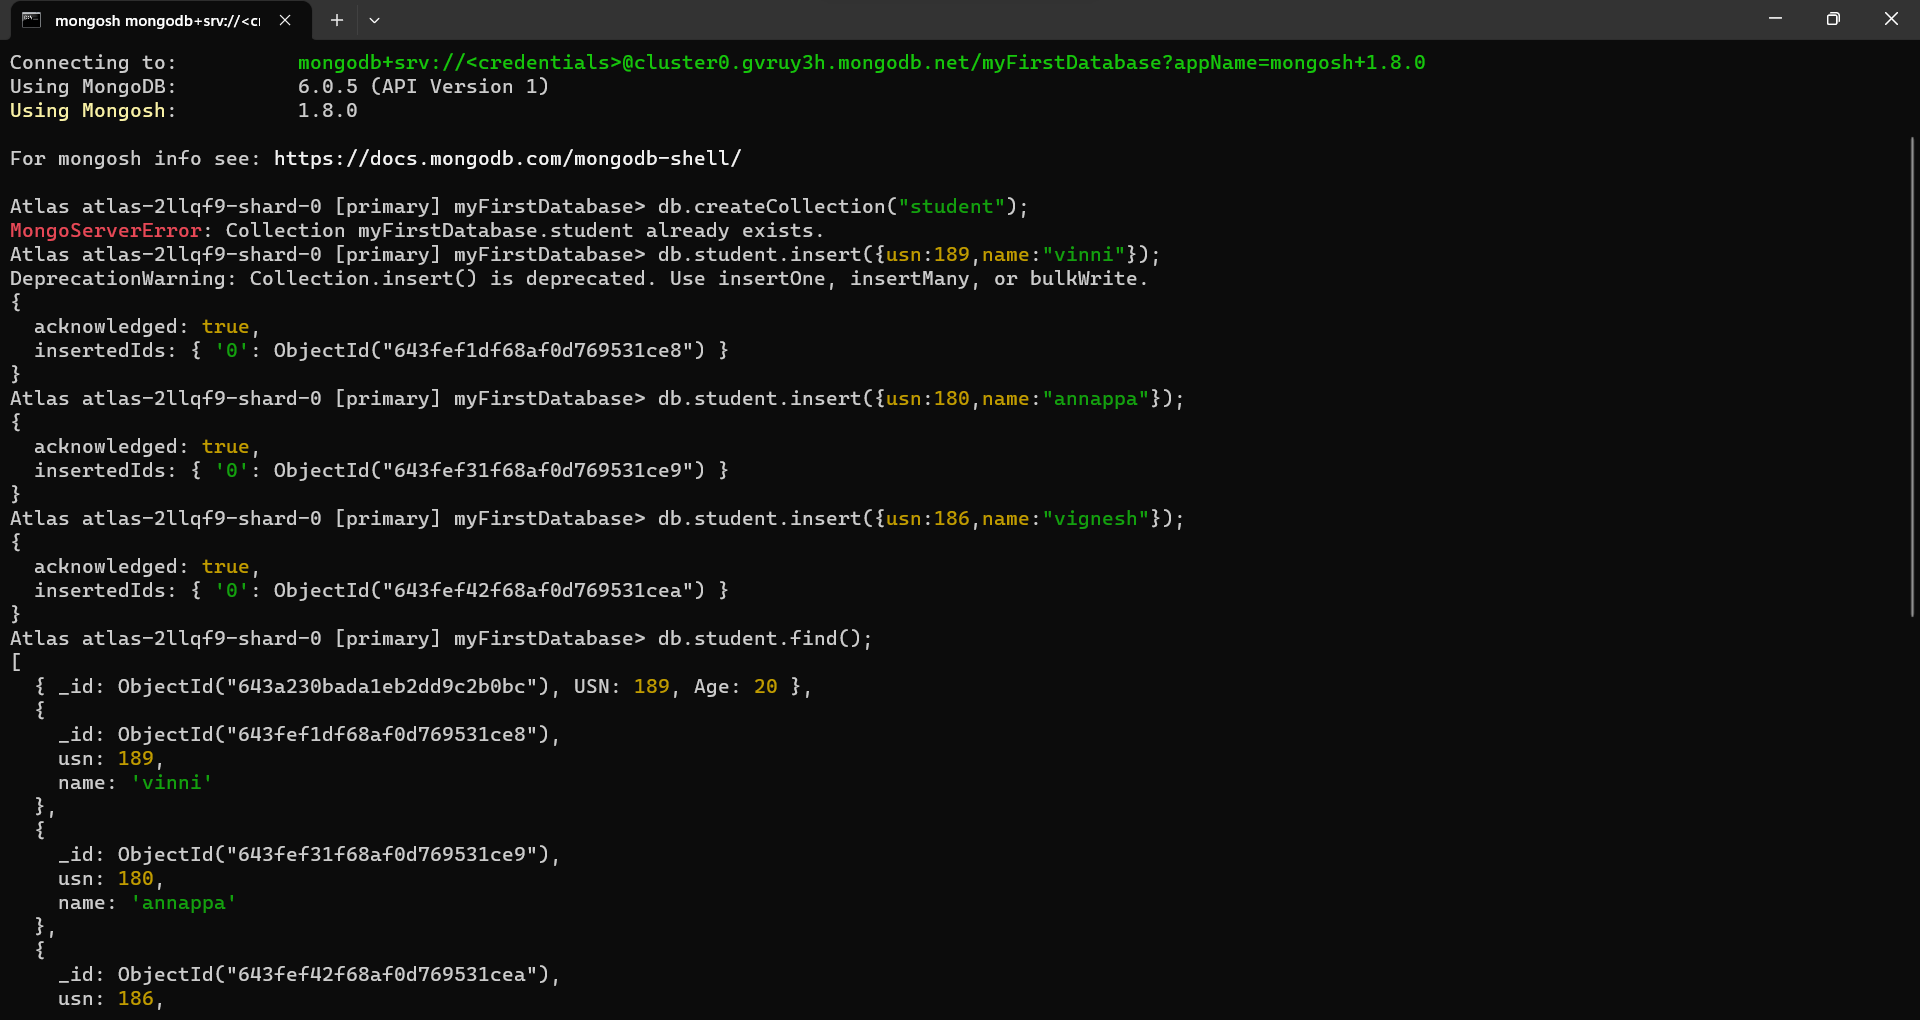 mongosh mongodb+srv://<cr
Connecting to:          mongodb+srv://<credentials>@cluster0.gvruy3h.mongodb.net/myFirstDatabase?appName=mongosh+1.8.0
Using MongoDB:          6.0.5 (API Version 1)
Using Mongosh:          1.8.0
For mongosh info see: https://docs.mongodb.com/mongodb-shell/
Atlas atlas-2llqf9-shard-0 [primary] myFirstDatabase> db.createCollection("student");
MongoServerError: Collection myFirstDatabase.student already exists.
Atlas atlas-2llqf9-shard-0 [primary] myFirstDatabase> db.student.insert({usn:189,name:"vinni"});
DeprecationWarning: Collection.insert() is deprecated. Use insertOne, insertMany, or bulkWrite.
{
  acknowledged: true,
  insertedIds: { '0': ObjectId("643fef1df68af0d769531ce8") }
}
Atlas atlas-2llqf9-shard-0 [primary] myFirstDatabase> db.student.insert({usn:180,name:"annappa"});
{
  acknowledged: true,
  insertedIds: { '0': ObjectId("643fef31f68af0d769531ce9") }
}
Atlas atlas-2llqf9-shard-0 [primary] myFirstDatabase> db.student.insert({usn:186,name:"vignesh"});
{
  acknowledged: true,
  insertedIds: { '0': ObjectId("643fef42f68af0d769531cea") }
}
Atlas atlas-2llqf9-shard-0 [primary] myFirstDatabase> db.student.find();
[
  { _id: ObjectId("643a230bada1eb2dd9c2b0bc"), USN: 189, Age: 20 },
  {
    _id: ObjectId("643fef1df68af0d769531ce8"),
    usn: 189,
    name: 'vinni'
  },
  {
    _id: ObjectId("643fef31f68af0d769531ce9"),
    usn: 180,
    name: 'annappa'
  },
  {
    _id: ObjectId("643fef42f68af0d769531cea"),
    usn: 186,